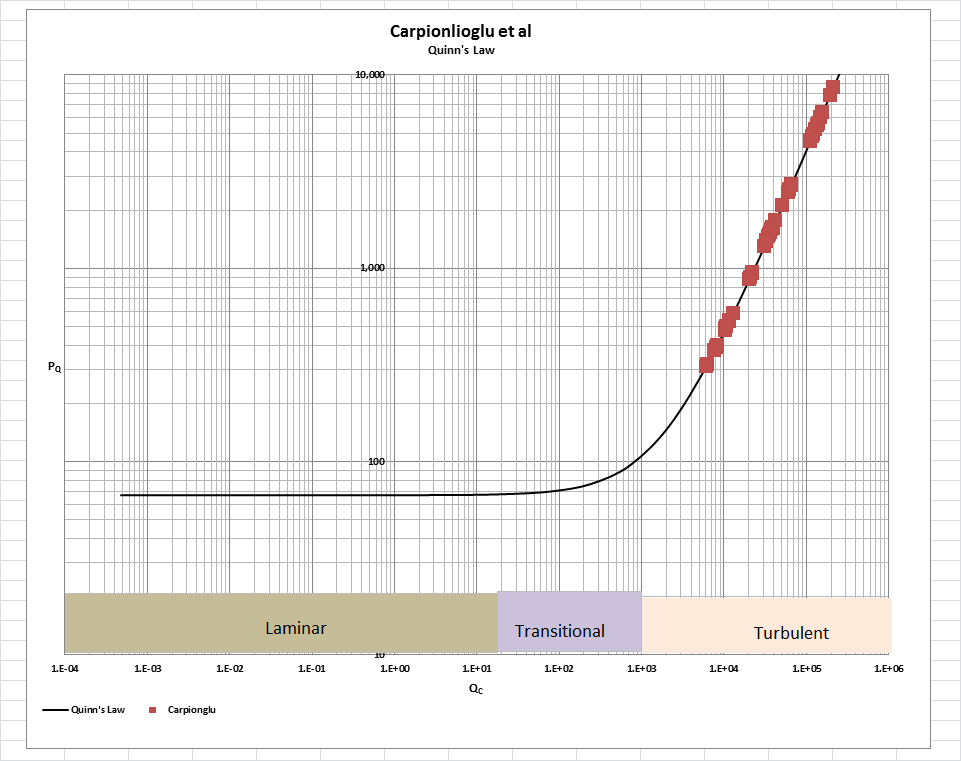 Carpionlioglu et al
Quinn's Law
10,000
1,000
PQ
100
Laminar
Transitional
Turbulent
10
1.E-04 1.E-03 1.E-02 1.E-01 1.E+00 1.E+01 1.E+02 1.E+03 1.E+04 1.E+05 1.E+06
QC
Quinn's Law Carpionglu